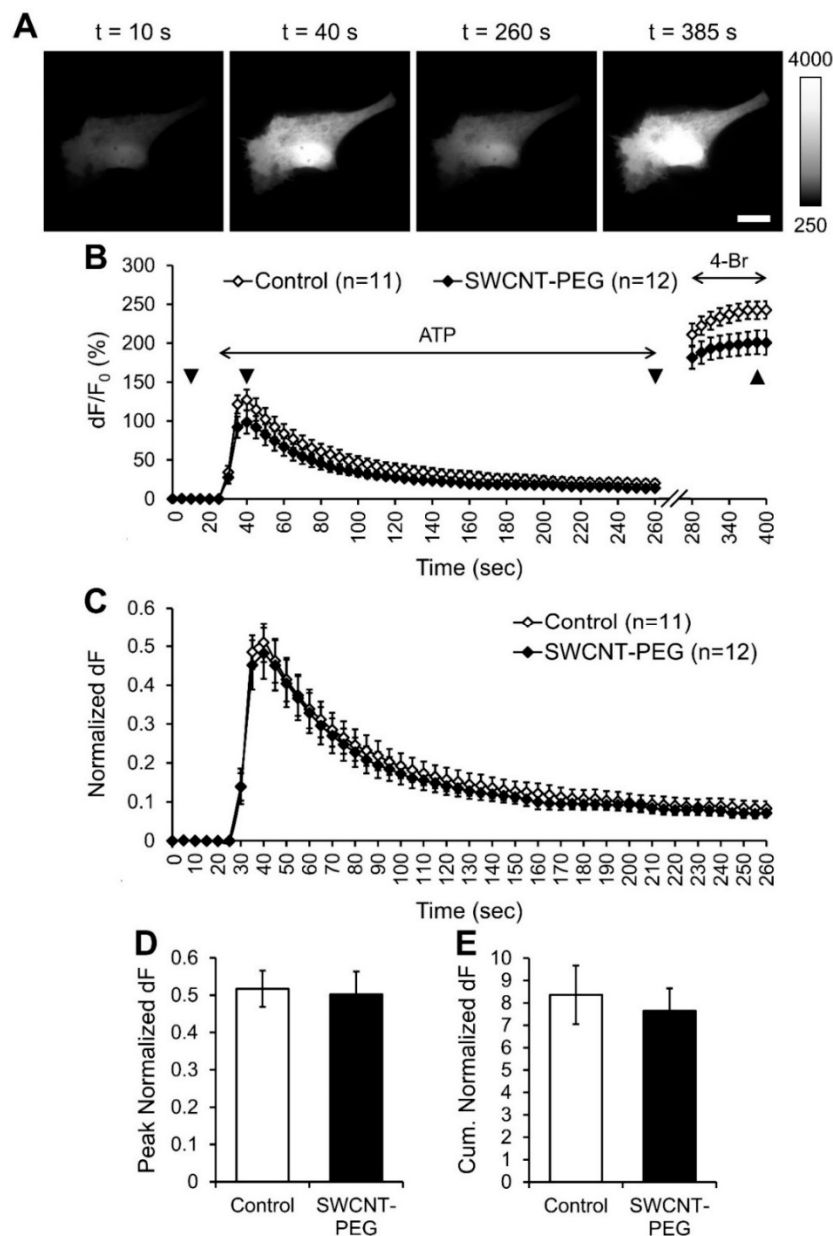 A
t = 10 s t = 40 s t = 260 s t = 385 s
4000
250
B
4-Br
Control (n=11) SWCNT-PEG (n=12)
ATP
dF/F0 (%)
300
250
200
150
100
50
0
0 20 40 60 80 100 120 140 160 180 200 220 240 260 280 340 400
Time (sec)
C
Control (n=11)
SWCNT-PEG (n=12)
Normalized dF
0.6
0.5
0.4
0.3
0.2
0.1
0
0 10 20 30 40 50 60 70 80 90 100 110 120 130 140 150 160 170 180 190 200 210 220 230 240 250 260
Time (sec)
D
Peak Normalized dF
0.6
0.5
0.4
0.3
0.2
0.1
0
Control SWCNT-
PEG
E
Cum. Normalized dF
10
9
8
7
6
5
4
3
2
1
0
Control SWCNT-
PEG